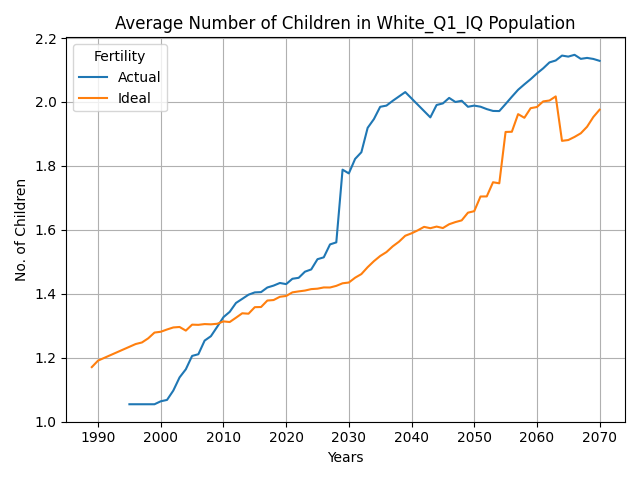 Average Number of Children in White_Q1_IQ Population
Fertility
Actual
Ideal
2.2
2.0
1.8
1.6
1.4
1.2
1.0
No. of Children
1990 2000 2010 2020 2030 2040 2050 2060 2070
Years